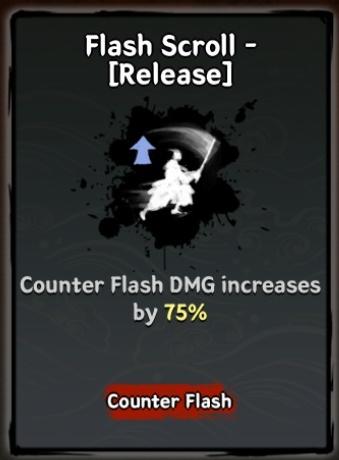 Flash Scroll -
[Release]
Counter Flash DMG increases
by 75%
Counter Flash